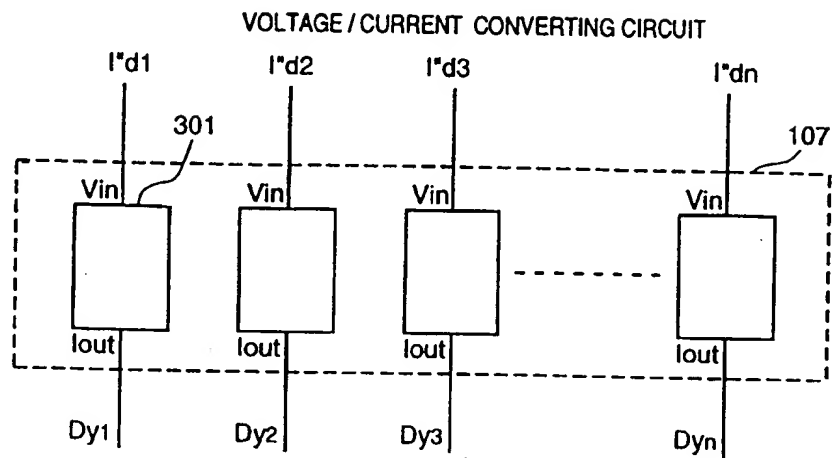 VOLTAGE / CURRENT CONVERTING CIRCUIT
I"d1 I"d2 I"d3 I"dn
301 107
Vin Vin Vin Vin
Iout Iout Iout Iout
Dy1 Dy2 Dy3 Dyn